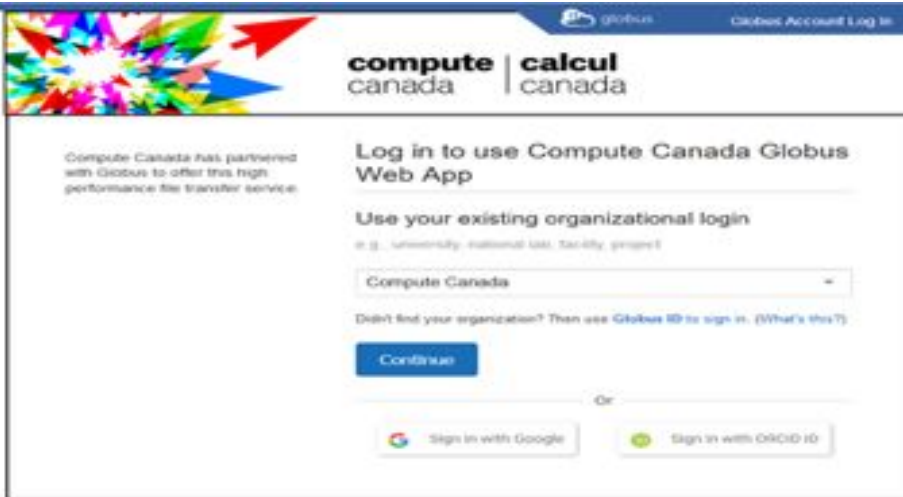 globus
Globus Account Log In
compute | calcul
canada | canada
Compute Canada has partnered
with Globus to offer this high
performance file transfer service.
Log in to use Compute Canada Globus
Web App
Use your existing organizational login
e.g., university, national lab, facility, project
Compute Canada
Didn't find your organization? Then use Globus ID to sign in. (What's this?)
Continue
Or
Sign in with Google
Sign in with ORCID iD